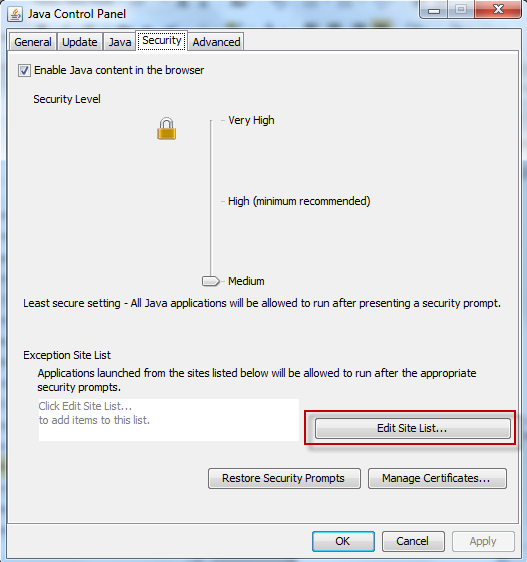 Java Control Panel
General Update Java Security Advanced
Enable Java content in the browser
Security Level
Very High
High (minimum recommended)
Medium
Least secure setting - All Java applications will be allowed to run after presenting a security prompt.
Exception Site List
Applications launched from the sites listed below will be allowed to run after the appropriate
security prompts.
Click Edit Site List...
to add items to this list.
Edit Site List...
Restore Security Prompts Manage Certificates...
OK Cancel Apply